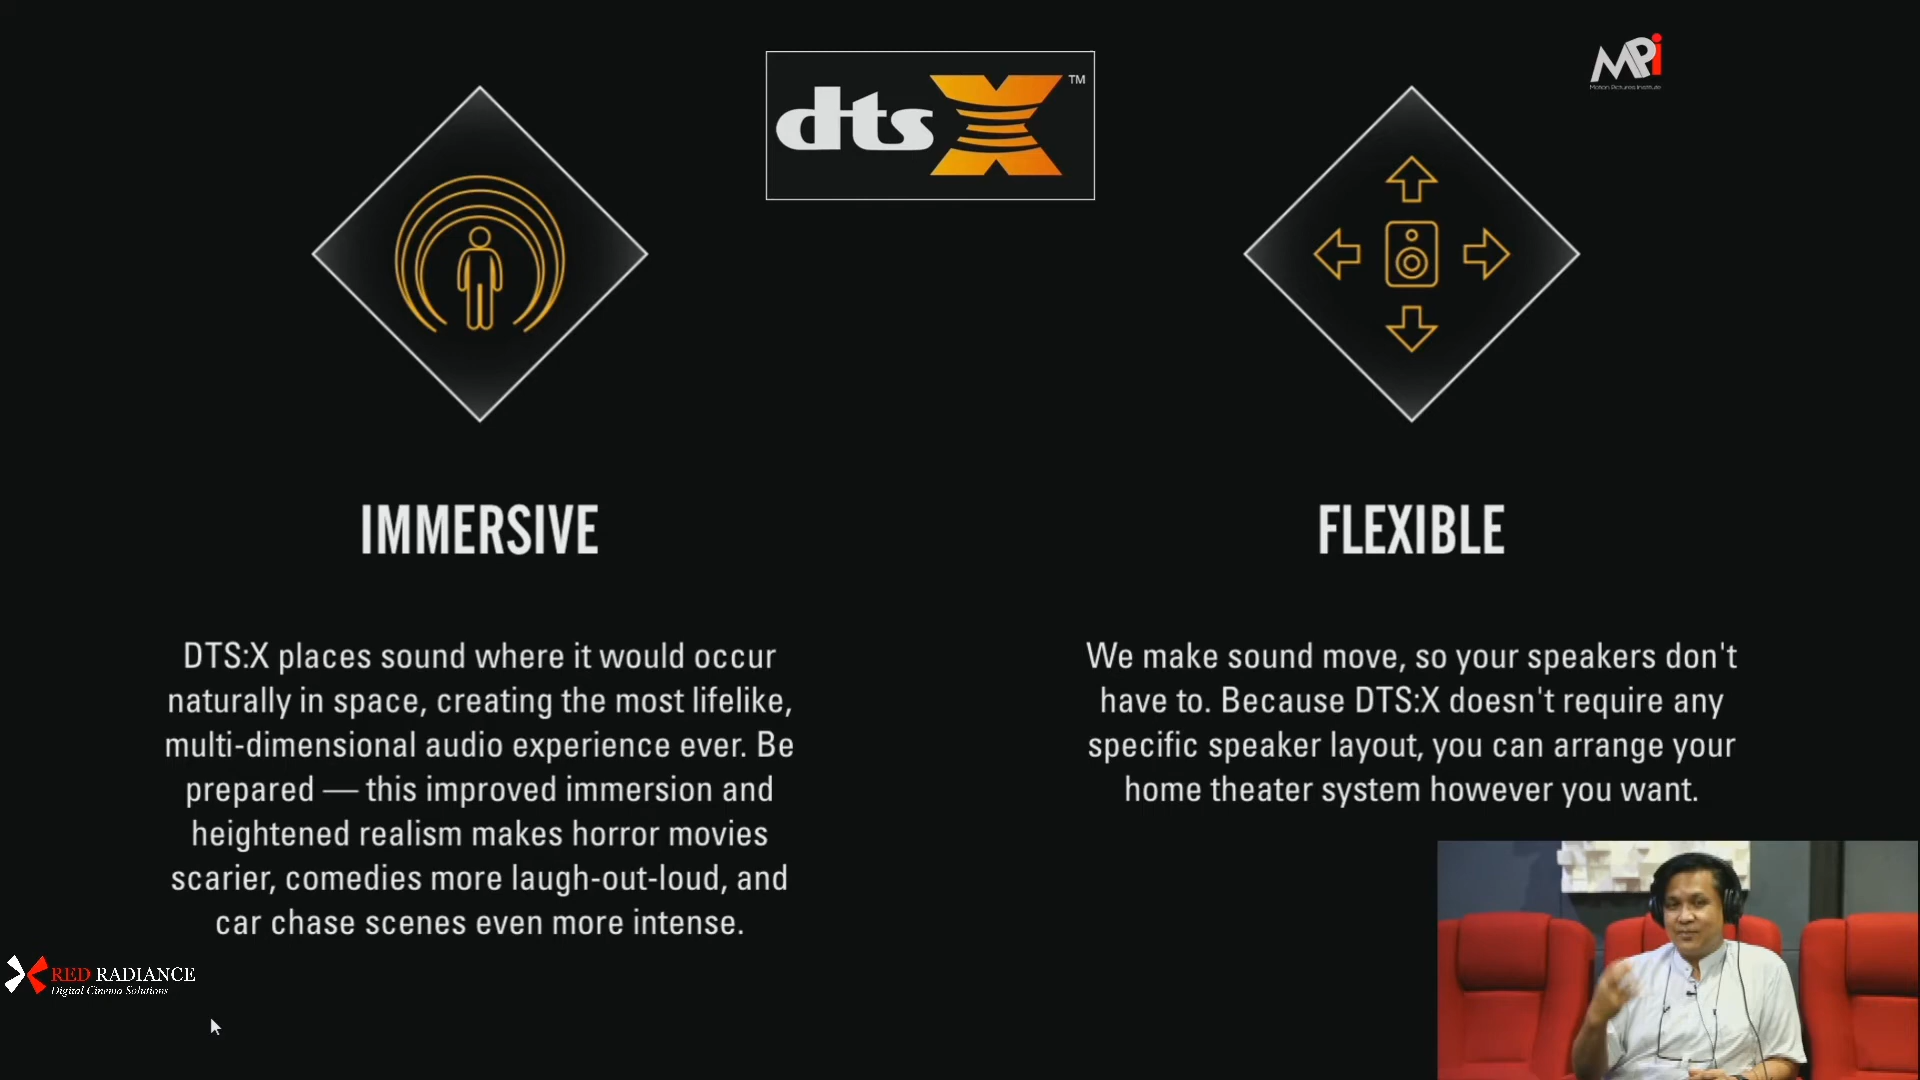 dts X™
MPi
Motion Pictures Institute
IMMERSIVE
DTS:X places sound where it would occur
naturally in space, creating the most lifelike,
multi-dimensional audio experience ever. Be
prepared — this improved immersion and
heightened realism makes horror movies
scarier, comedies more laugh-out-loud, and
car chase scenes even more intense.
FLEXIBLE
We make sound move, so your speakers don't
have to. Because DTS:X doesn't require any
specific speaker layout, you can arrange your
home theater system however you want.
RED RADIANCE
Digital Cinema Solutions